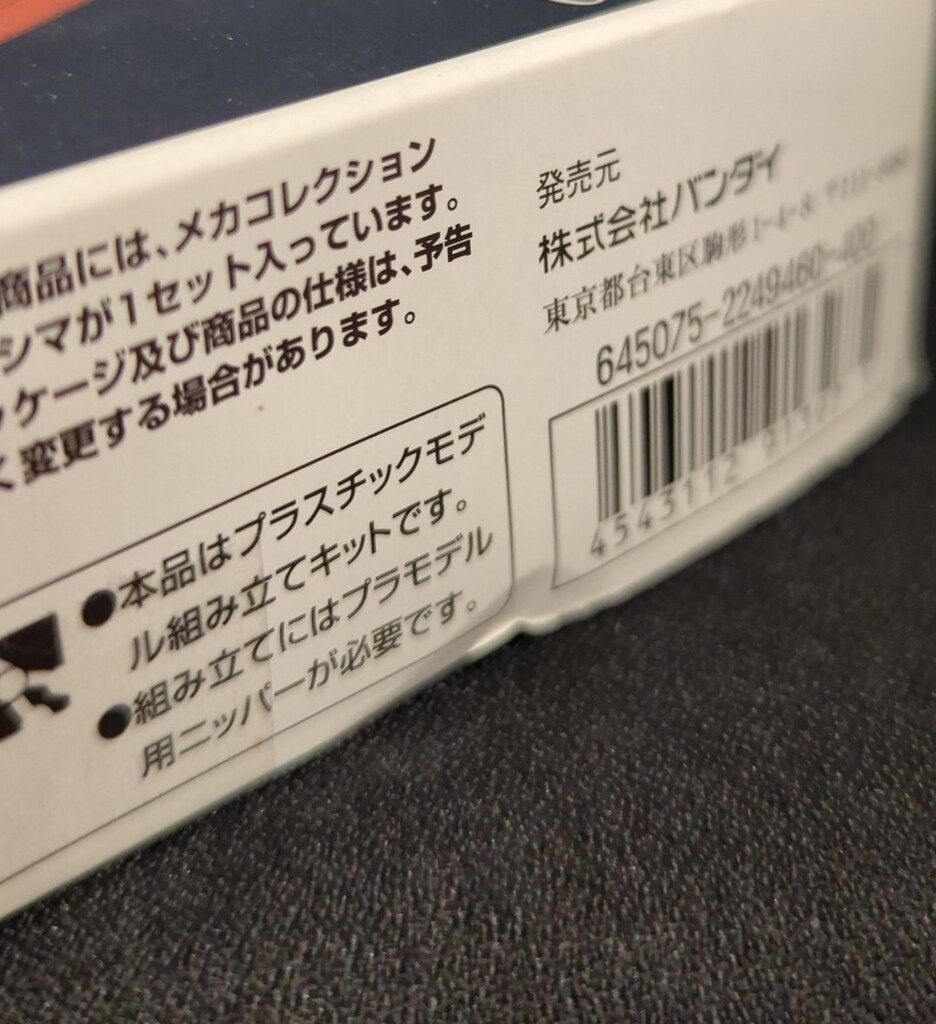 商品には、メカコレクション
シマが1セット入っています。
ッケージ及び商品の仕様は、予告
く変更する場合があります。
●本品はプラスチックモデ
ル組み立てキットです。
●組み立てにはプラモデル
用ニッパーが必要です。
発売元
株式会社バンダイ
東京都台東区駒形1-4-8
645075-2249460-400
4543112